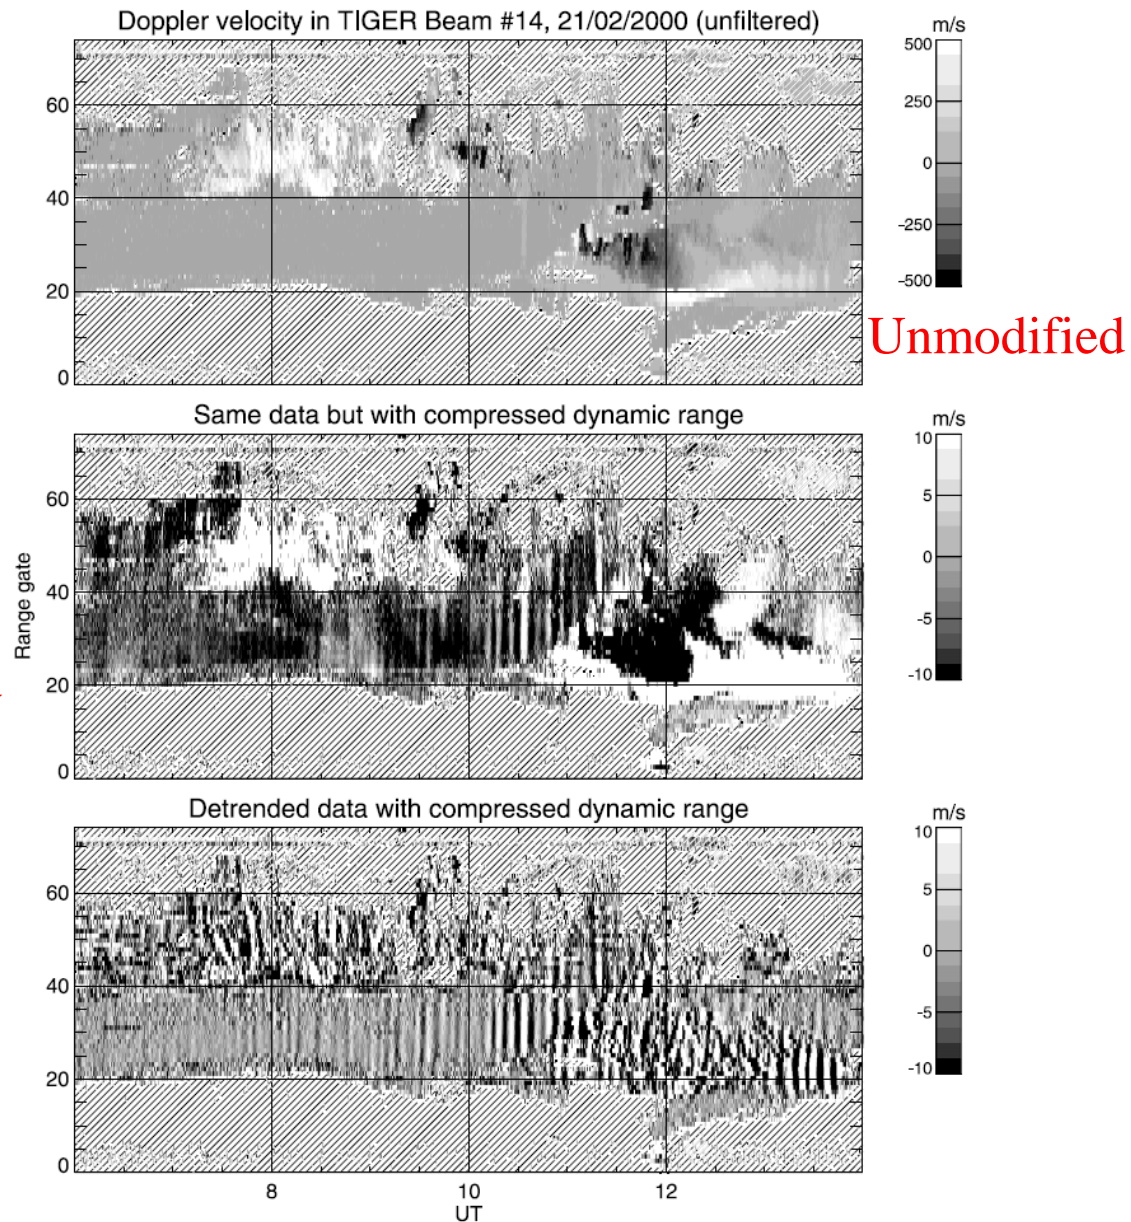 Doppler velocity in TIGER Beam #14, 21/02/2000 (unfiltered)
m/s
500
250
0
-250
-500
60
40
20
0
Unmodified
Same data but with compressed dynamic range
m/s
10
5
0
-5
-10
60
40
20
0
Range gate
Detrended data with compressed dynamic range
m/s
10
5
0
-5
-10
60
40
20
0
8 10 12
UT